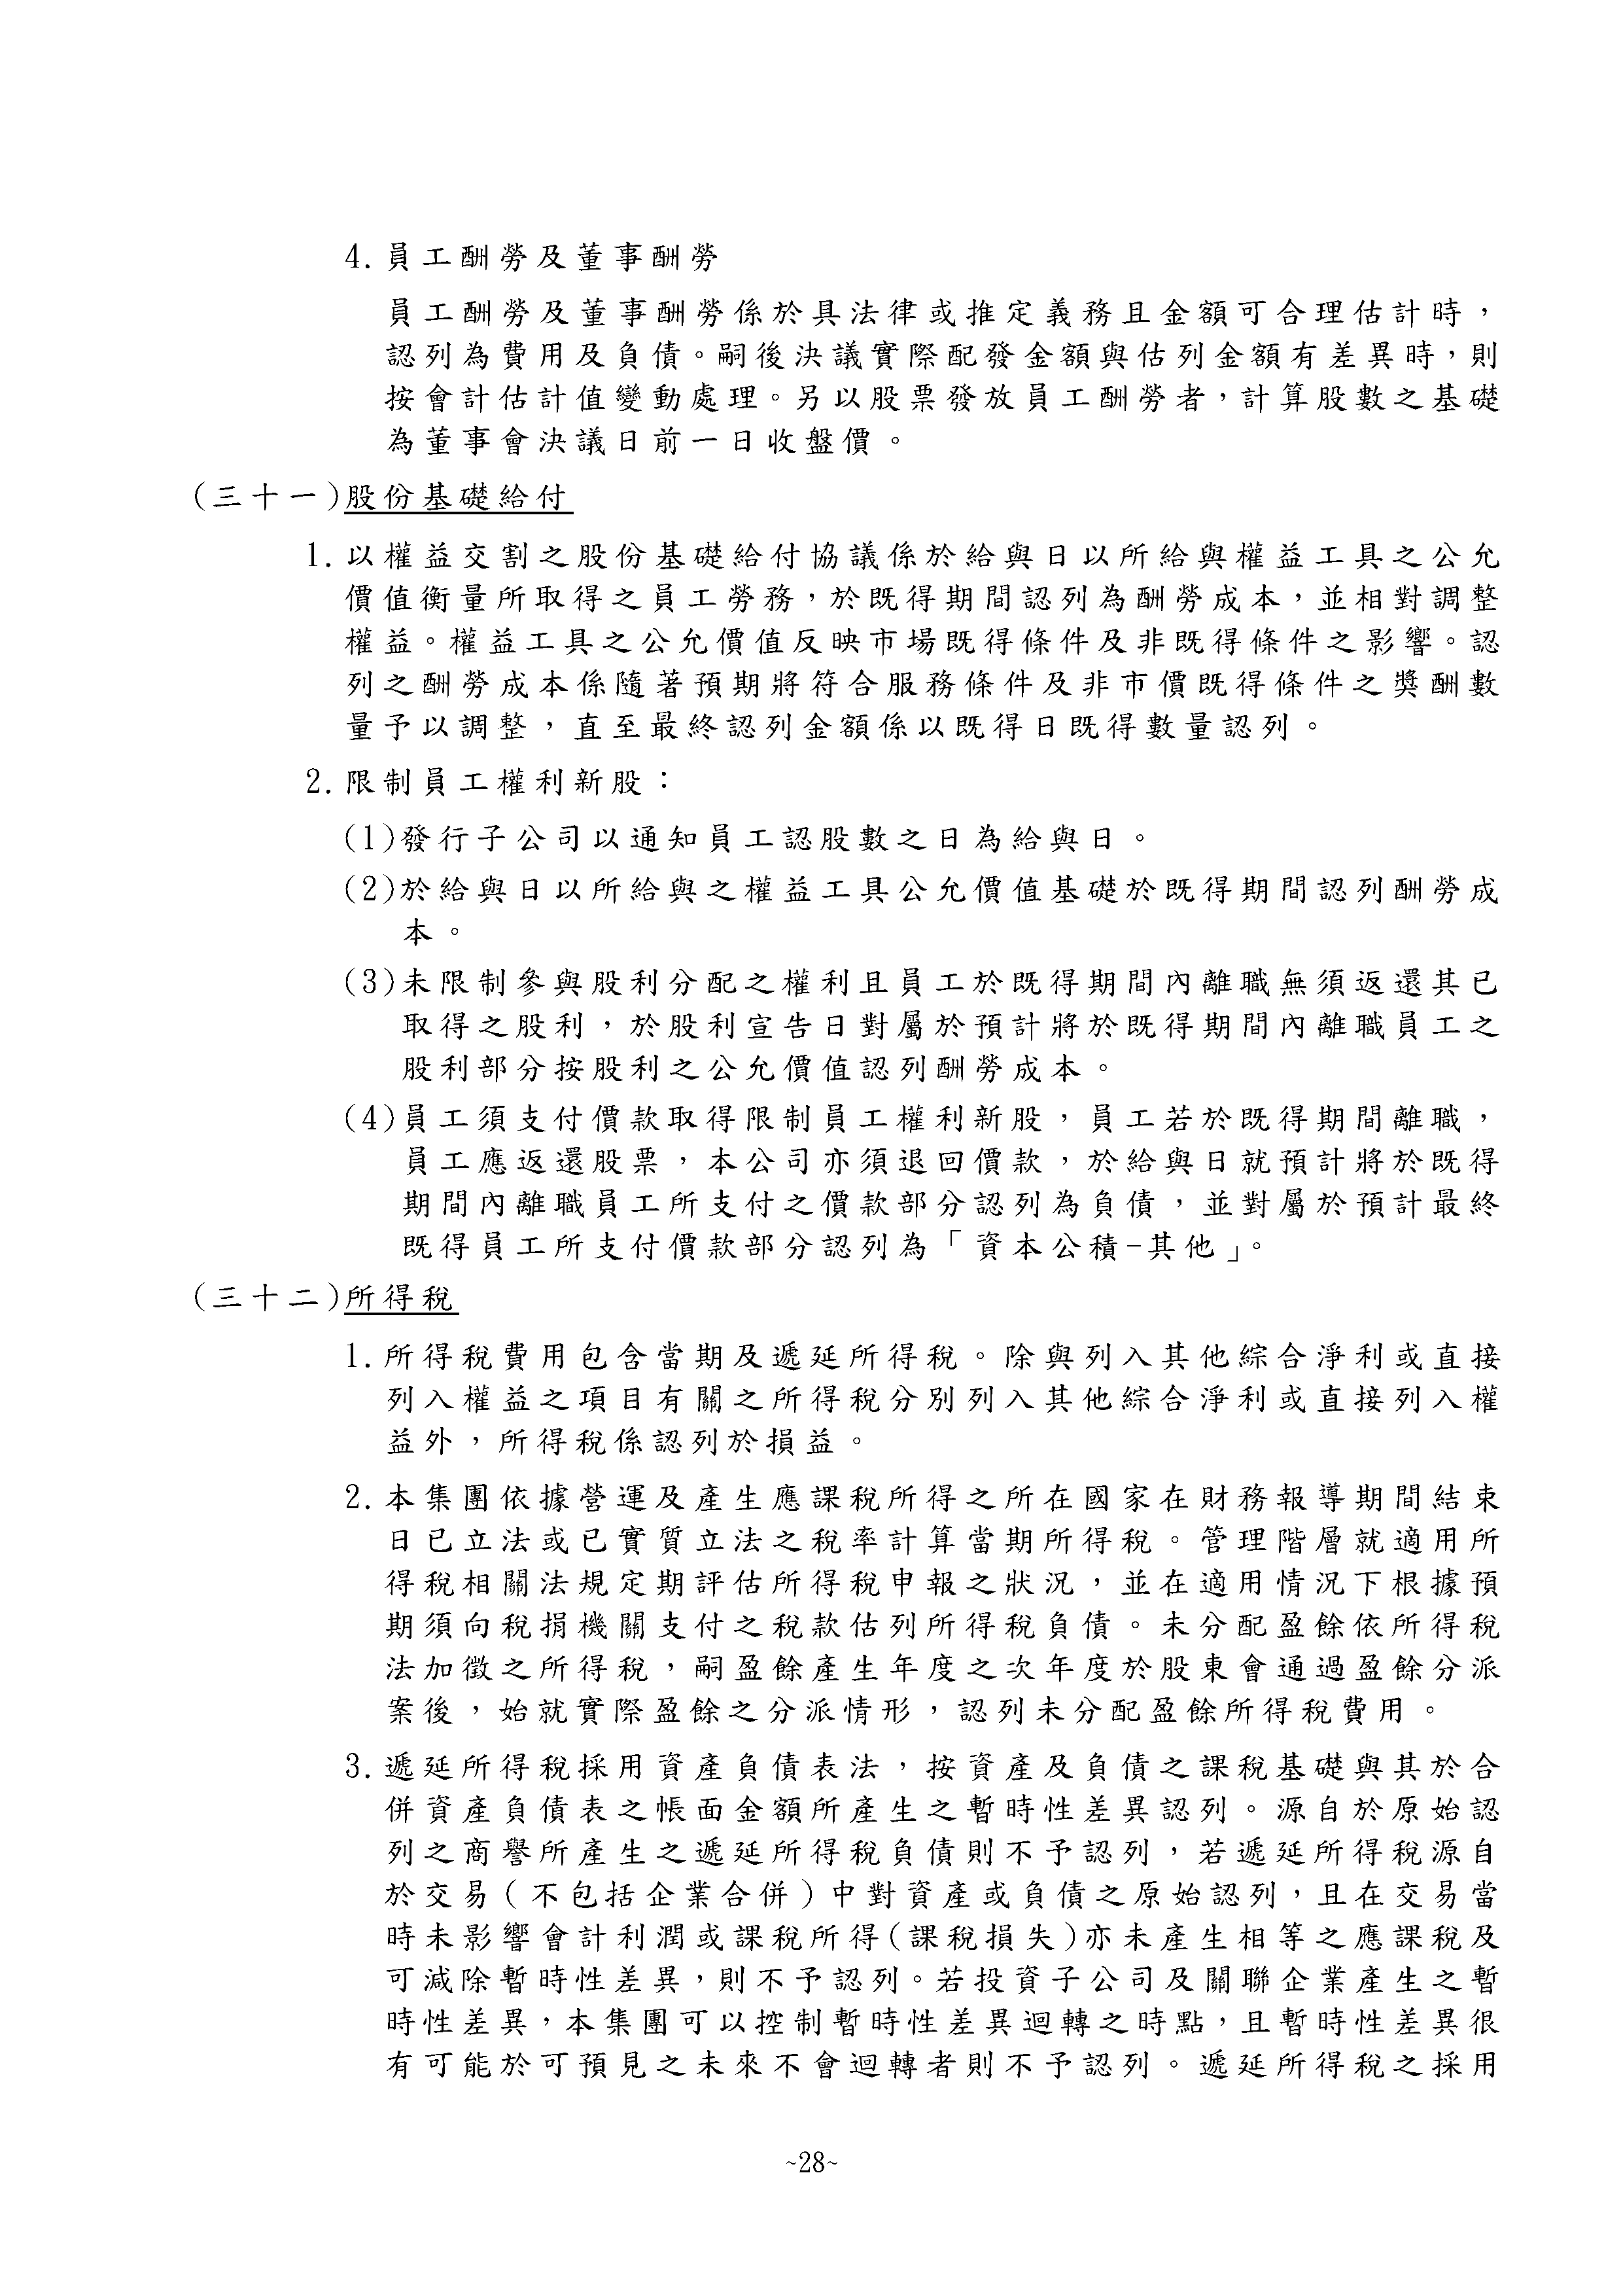 4.員工酬勞及董事酬勞
員工酬勞及董事酬勞係於具法律或推定義務且金額可合理估計時，
認列為費用及負債。嗣後決議實際配發金額與估列金額有差異時，則
按會計估計值變動處理。另以股票發放員工酬勞者，計算股數之基礎
為董事會決議日前一日收盤價。
(三十一)股份基礎給付
1.以權益交割之股份基礎給付協議係於給與日以所給與權益工具之公允
價值衡量所取得之員工勞務，於既得期間認列為酬勞成本，並相對調整
權益。權益工具之公允價值反映市場既得條件及非既得條件之影響。認
列之酬勞成本係隨著預期將符合服務條件及非市價既得條件之獎酬數
量予以調整，直至最終認列金額係以既得日既得數量認列。
2.限制員工權利新股：
(1)發行子公司以通知員工認股數之日為給與日。
(2)於給與日以所給與之權益工具公允價值基礎於既得期間認列酬勞成
本。
(3)未限制參與股利分配之權利且員工於既得期間內離職無須返還其已
取得之股利，於股利宣告日對屬於預計將於既得期間內離職員工之
股利部分按股利之公允價值認列酬勞成本。
(4)員工須支付價款取得限制員工權利新股，員工若於既得期間離職，
員工應返還股票，本公司亦須退回價款，於給與日就預計將於既得
期間內離職員工所支付之價款部分認列為負債，並對屬於預計最終
既得員工所支付價款部分認列為「資本公積-其他」。
(三十二)所得稅
1.所得稅費用包含當期及遞延所得稅。除與列入其他綜合淨利或直接
列入權益之項目有關之所得稅分別列入其他綜合淨利或直接列入權
益外，所得稅係認列於損益。
2.本集團依據營運及產生應課稅所得之所在國家在財務報導期間結束
日已立法或已實質立法之稅率計算當期所得稅。管理階層就適用所
得稅相關法規定期評估所得稅申報之狀況，並在適用情況下根據預
期須向稅捐機關支付之稅款估列所得稅負債。未分配盈餘依所得稅
法加徵之所得稅，嗣盈餘產生年度之次年度於股東會通過盈餘分派
案後，始就實際盈餘之分派情形，認列未分配盈餘所得稅費用。
3.遞延所得稅採用資產負債表法，按資產及負債之課稅基礎與其於合
併資產負債表之帳面金額所產生之暫時性差異認列。源自於原始認
列之商譽所產生之遞延所得稅負債則不予認列，若遞延所得稅源自
於交易（不包括企業合併）中對資產或負債之原始認列，且在交易當
時未影響會計利潤或課稅所得(課稅損失)亦未產生相等之應課稅及
可減除暫時性差異，則不予認列。若投資子公司及關聯企業產生之暫
時性差異，本集團可以控制暫時性差異迴轉之時點，且暫時性差異很
有可能於可預見之未來不會迴轉者則不予認列。遞延所得稅之採用
~28~